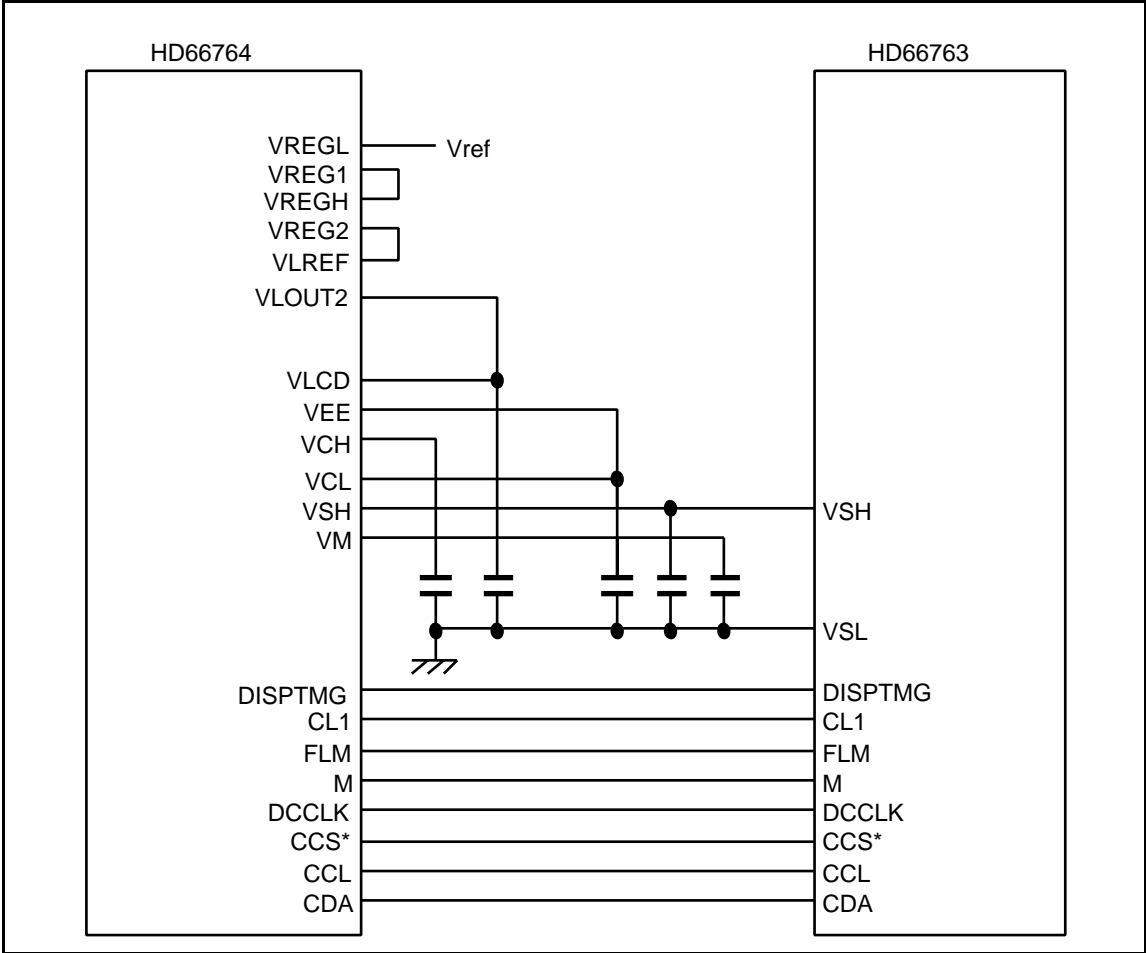 HD66764
HD66763
VREGL
Vref
VREG1
VREGH
VREG2
VLREF
VLOUT2
VLCD
VEE
VCH
VCL
VSH
VSH
VM
VSL
DISPTMG
DISPTMG
CL1
CL1
FLM
FLM
M
M
DCCLK
DCCLK
CCS*
CCS*
CCL
CCL
CDA
CDA